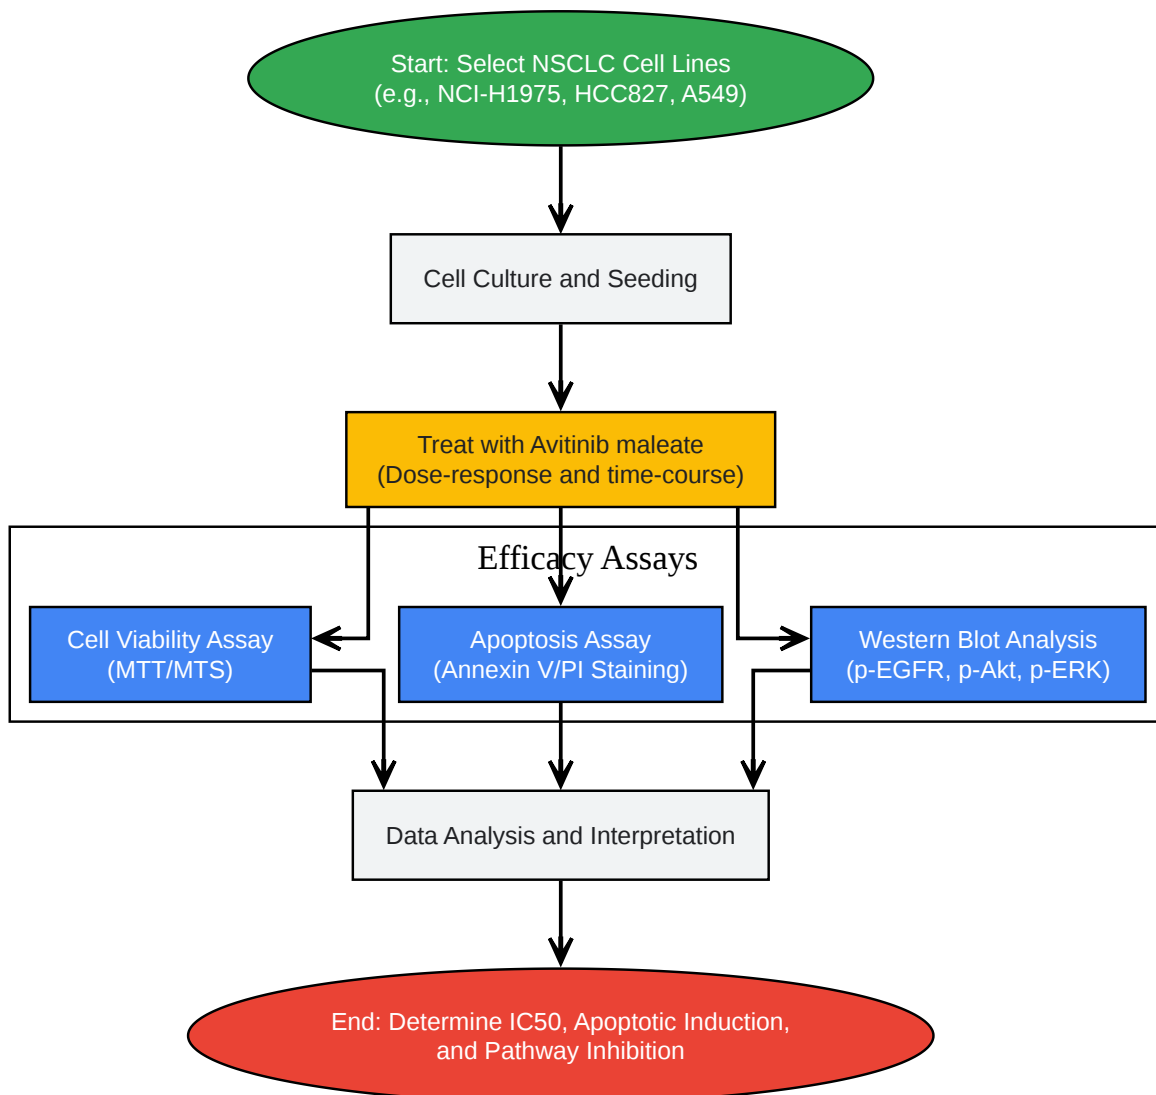 Start: Select NSCLC Cell Lines
(e.g., NCI-H1975, HCC827, A549)
Cell Culture and Seeding
Treat with Avitinib maleate
(Dose-response and time-course)
Efficacy Assays
Cell Viability Assay
(MTT/MTS)
Apoptosis Assay
(Annexin V/PI Staining)
Western Blot Analysis
(p-EGFR, p-Akt, p-ERK)
Data Analysis and Interpretation
End: Determine IC50, Apoptotic Induction,
and Pathway Inhibition